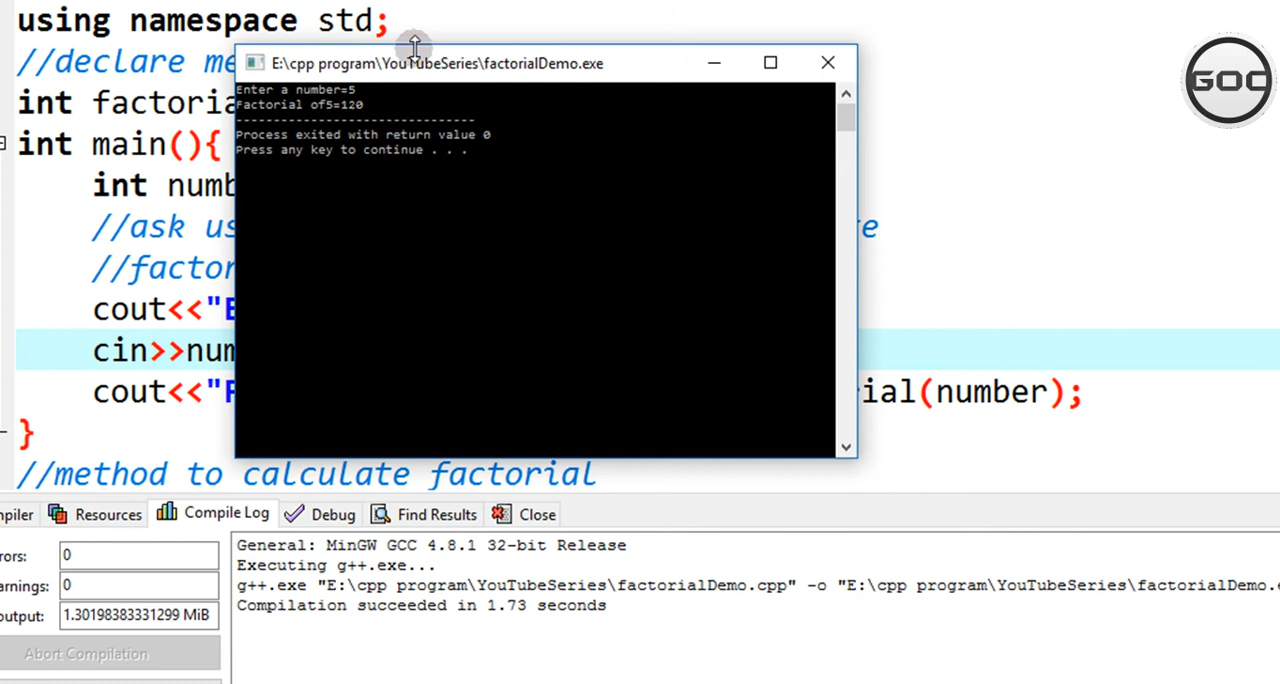 using namespace std;
//declare me
int factoria
int main(){
int numb
//ask us
e
//factor
cout<<"E
cin>>num
cout<<"F
rial(number);
}
//method to calculate factorial
E:\cpp program\YouTubeSeries\factorialDemo.exe
Enter a number=5
Factorial of5=120
--------------------------------
Process exited with return value 0
Press any key to continue . . .
GOC
mpiler
Resources
Compile Log
Debug
Find Results
Close
rors: 0
arnings: 0
output: 1.30198383331299 MiB
Abort Compilation
General: MinGW GCC 4.8.1 32-bit Release
Executing g++.exe...
g++.exe "E:\cpp program\YouTubeSeries\factorialDemo.cpp" -o "E:\cpp program\YouTubeSeries\factorialDemo.e
Compilation succeeded in 1.73 seconds